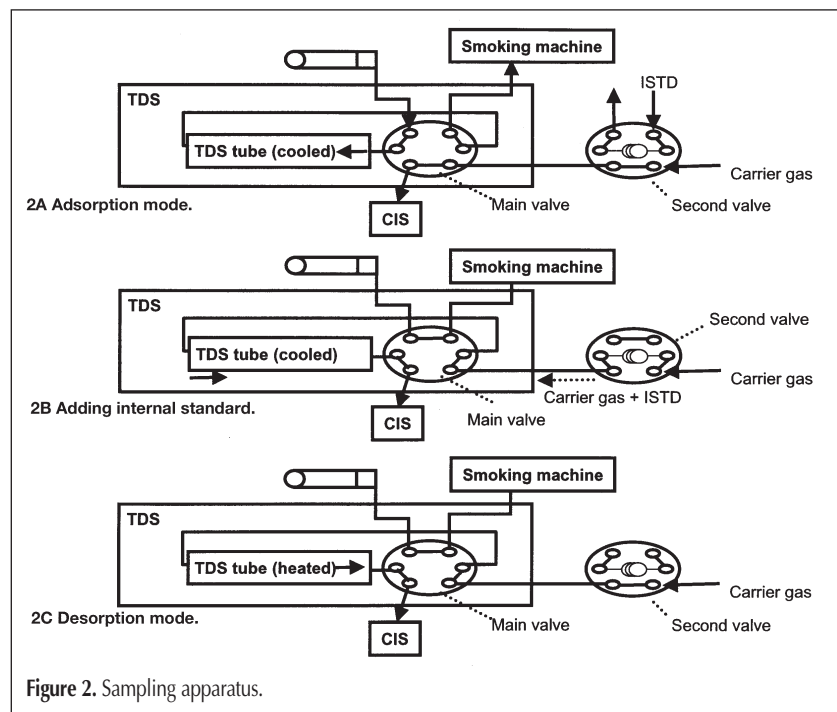 Smoking machine
TDS
ISTD
TDS tube (cooled)
Carrier gas
Main valve
Second valve
2A Adsorption mode.
CIS
Smoking machine
TDS
Second valve
TDS tube (cooled)
Carrier gas
Carrier gas + ISTD
2B Adding internal standard.
Main valve
CIS
Smoking machine
TDS
TDS tube (heated)
Carrier gas
2C Desorption mode.
Main valve
Second valve
CIS
Figure 2. Sampling apparatus.